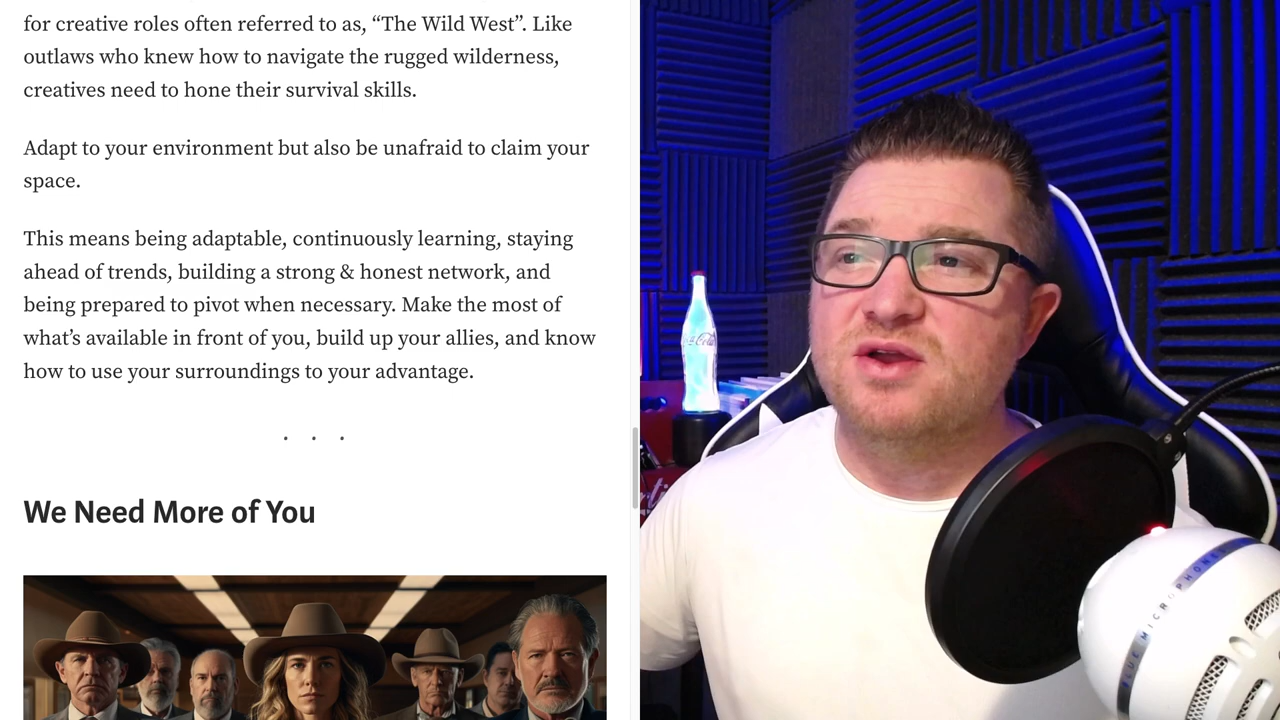 for creative roles often referred to as, “The Wild West”. Like
outlaws who knew how to navigate the rugged wilderness,
creatives need to hone their survival skills.
Adapt to your environment but also be unafraid to claim your
space.
This means being adaptable, continuously learning, staying
ahead of trends, building a strong & honest network, and
being prepared to pivot when necessary. Make the most of
what’s available in front of you, build up your allies, and know
how to use your surroundings to your advantage.
. . .
We Need More of You
BLUE MICROPHONES